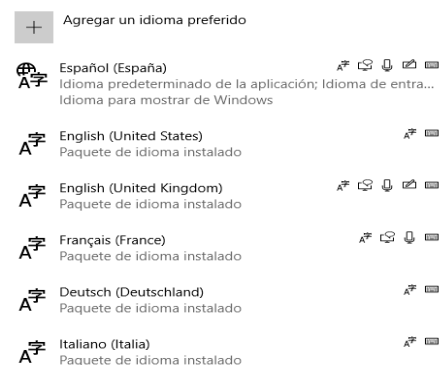 Agregar un idioma preferido
Español (España)
Idioma predeterminado de la aplicación; Idioma de entra...
Idioma para mostrar de Windows
English (United States)
Paquete de idioma instalado
English (United Kingdom)
Paquete de idioma instalado
Français (France)
Paquete de idioma instalado
Deutsch (Deutschland)
Paquete de idioma instalado
Italiano (Italia)
Paquete de idioma instalado